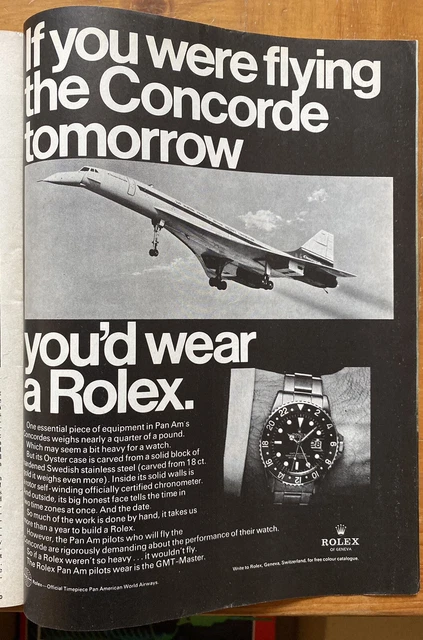 If you were flying
the Concorde
tomorrow
you'd wear
a Rolex.
One essential piece of equipment in Pan Am's
Concordes weighs nearly a quarter of a pound.
Which may seem a bit heavy for a watch.
But its Oyster case is carved from a solid block of
Swedish stainless steel (carved from 18 ct.
it weighs even more). Inside its solid walls is
self-winding officially certified chronometer.
outside, its big honest face tells the time in
time zones at once. And the date.
So much of the work is done by hand, it takes us
more than a year to build a Rolex.
However, the Pan Am pilots who will fly the
Concorde are rigorously demanding about the performance of their watch.
So if a Rolex weren't so heavy . . . it wouldn't fly.
The Rolex Pan Am pilots wear is the GMT-Master.
ROLEX
OF GENEVA
Write to Rolex, Geneva, Switzerland, for free colour catalogue.
Rolex—Official Timepiece Pan American World Airways.